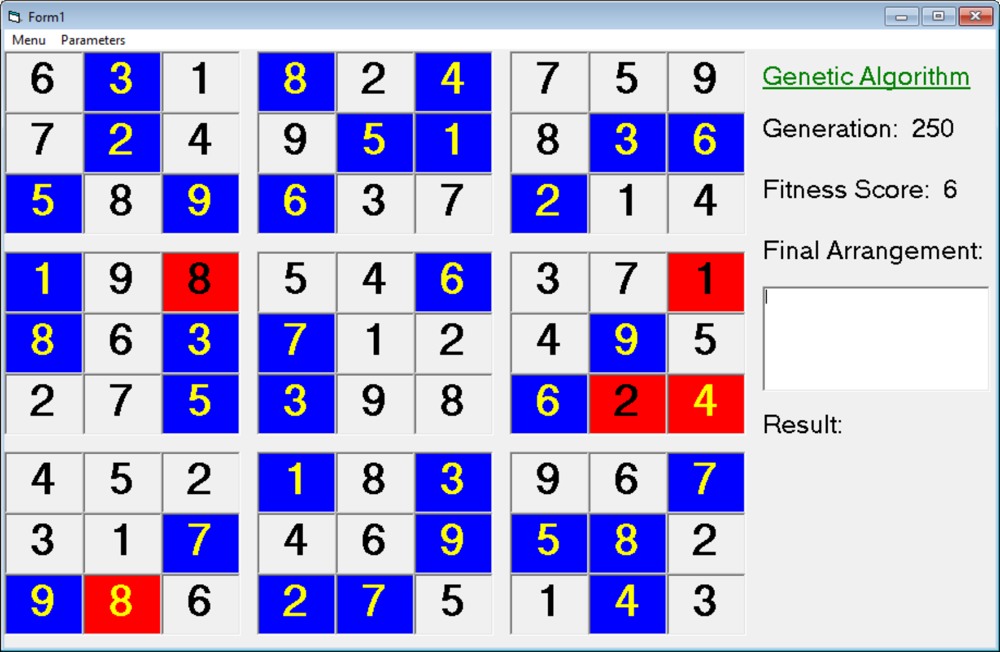 Form1
Menu Parameters
6 3 1 8 2 4 7 5 9
7 2 4 9 5 1 8 3 6
5 8 9 6 3 7 2 1 4
1 9 8 5 4 6 3 7 1
8 6 3 7 1 2 4 9 5
2 7 5 3 9 8 6 2 4
4 5 2 1 8 3 9 6 7
3 1 7 4 6 9 5 8 2
9 8 6 2 7 5 1 4 3
Genetic Algorithm
Generation: 250
Fitness Score: 6
Final Arrangement:
Result: